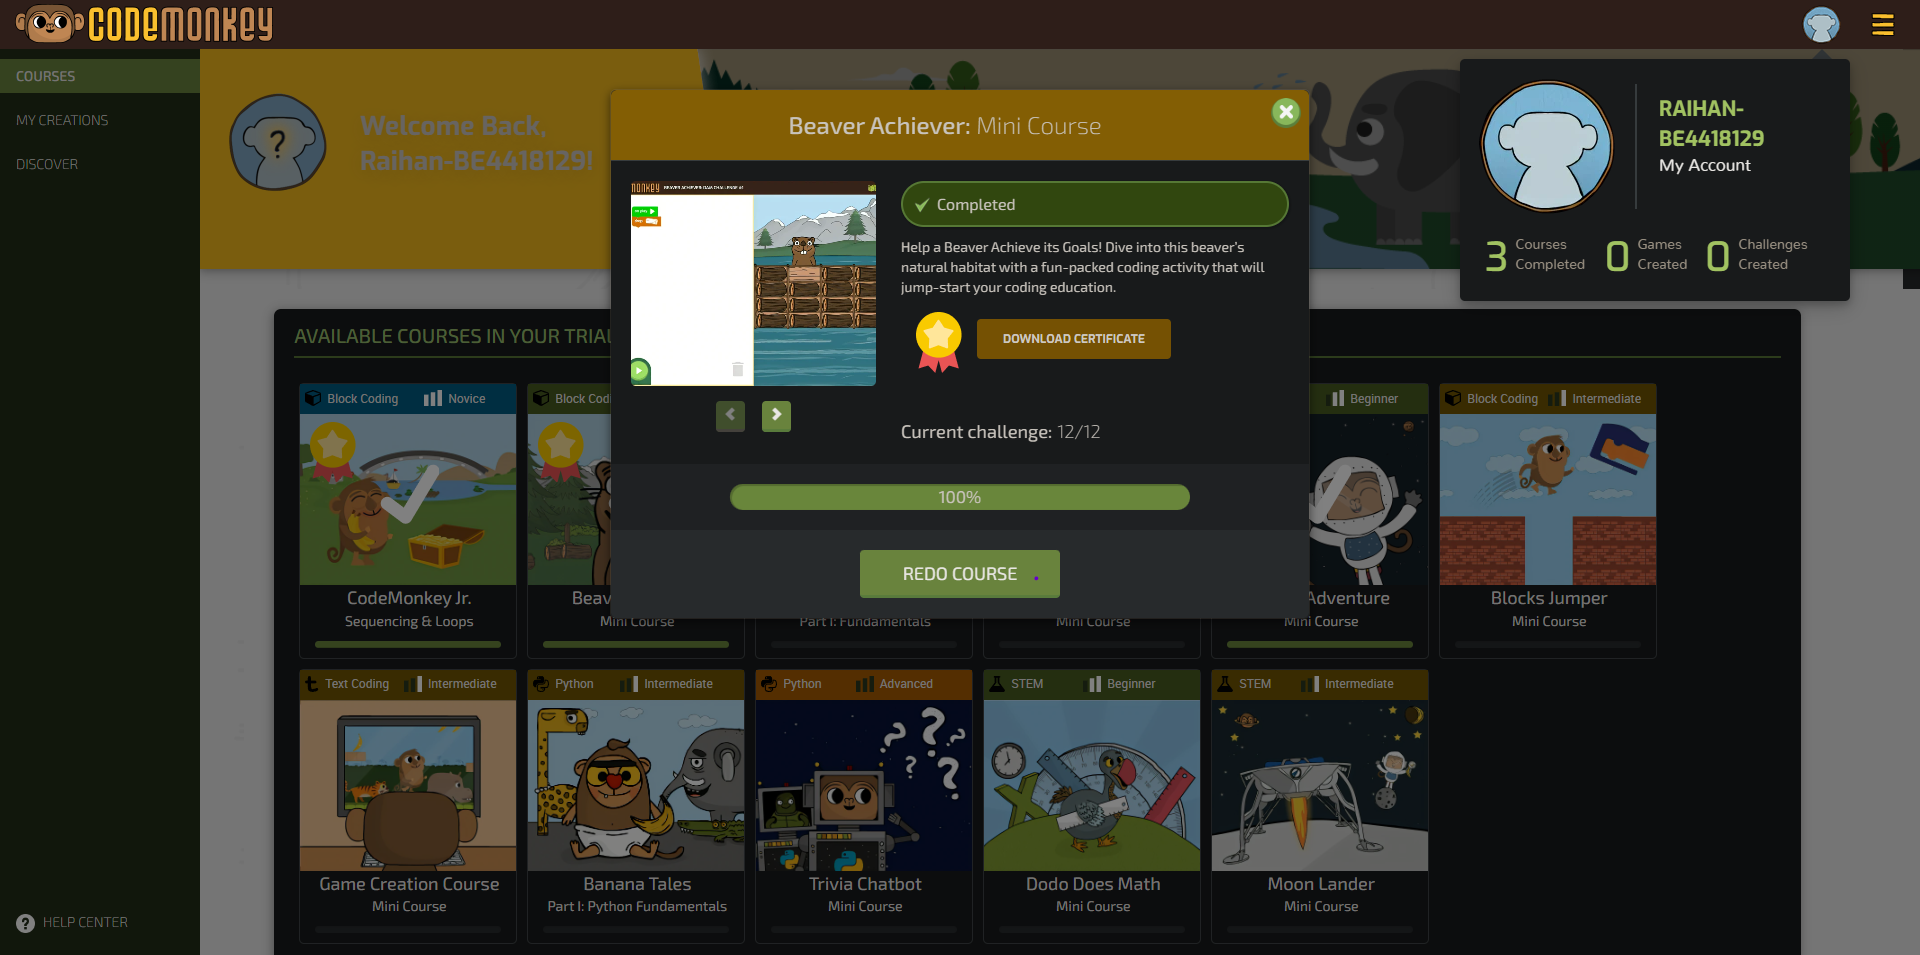 CODEMONKEY
COURSES
MY CREATIONS
DISCOVER
HELP CENTER
Welcome Back,
Raihan-BE4418129!
RAIHAN-
BE4418129
My Account
3 Courses Completed
0 Games Created
0 Challenges Created
Beaver Achiever: Mini Course
Completed
Help a Beaver Achieve its Goals! Dive into this beaver's
natural habitat with a fun-packed coding activity that will
jump-start your coding education.
DOWNLOAD CERTIFICATE
Current challenge: 12/12
100%
REDO COURSE
AVAILABLE COURSES IN YOUR TRIAL
Block Coding Novice
CodeMonkey Jr.
Sequencing & Loops
Block Cod
Beav
Mini Course
Part I: Fundamentals
Mini Course
Beginner
Adventure
Mini Course
Block Coding Intermediate
Blocks Jumper
Mini Course
Text Coding Intermediate
Game Creation Course
Mini Course
Python Intermediate
Banana Tales
Part I: Python Fundamentals
Python Advanced
Trivia Chatbot
Mini Course
STEM Beginner
Dodo Does Math
Mini Course
STEM Intermediate
Moon Lander
Mini Course